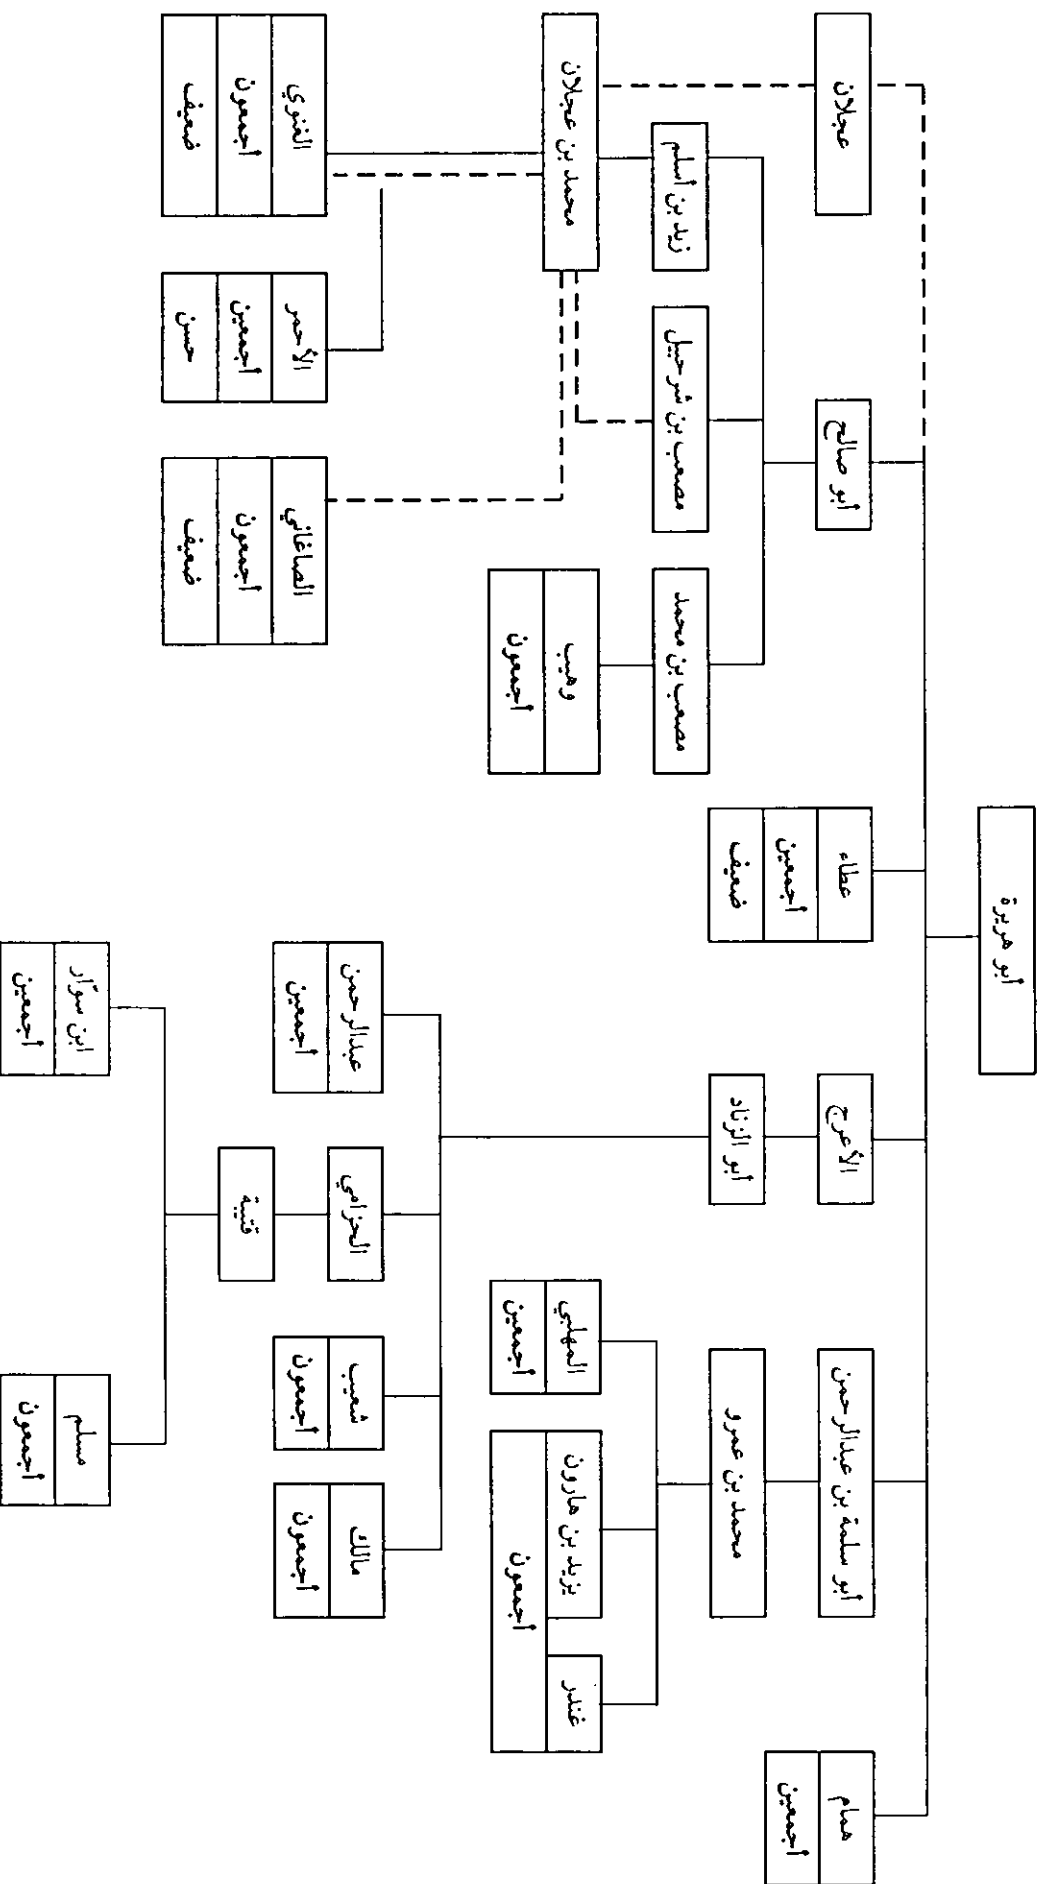 أبو هريرة
همام
أجمعين
أبو سلمة بن عبدالرحمن
محمد بن عمرو
غندر
يزيد بن هارون
أجمعون
المهلبي
أجمعين
الأعرج
أبو الزناد
مالك
أجمعون
شعيب
أجمعون
الحزامي
قتيبة
مسلم
أجمعون
ابن سوّار
أجمعين
عبدالرحمن
أجمعين
عطاء
أجمعين
ضعيف
أبو صالح
مصعب بن محمد
وهيب
أجمعون
مصعب بن شرحبيل
زيد بن أسلم
عجلان
محمد بن عجلان
الصاغاني
أجمعون
ضعيف
الأحمر
أجمعين
حسن
الغنوي
أجمعون
ضعيف